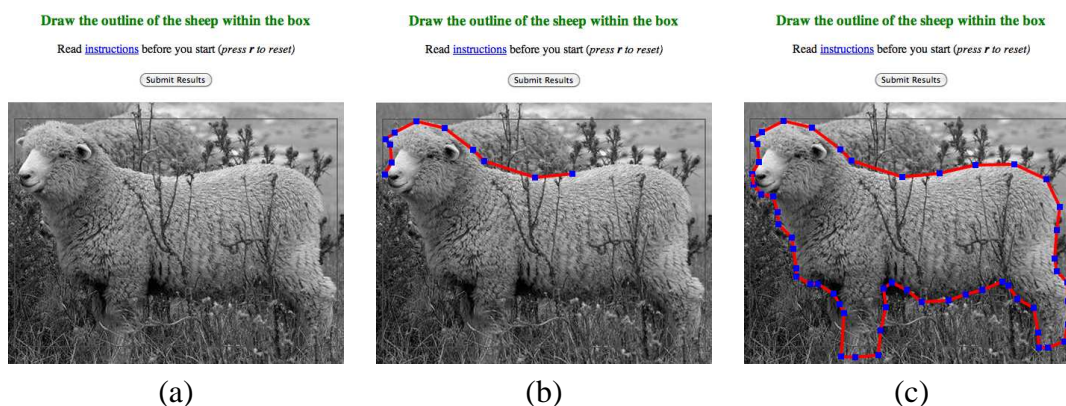 Draw the outline of the sheep within the box
Read instructions before you start (press r to reset)
Submit Results
(a)
Draw the outline of the sheep within the box
Read instructions before you start (press r to reset)
Submit Results
(b)
Draw the outline of the sheep within the box
Read instructions before you start (press r to reset)
Submit Results
(c)